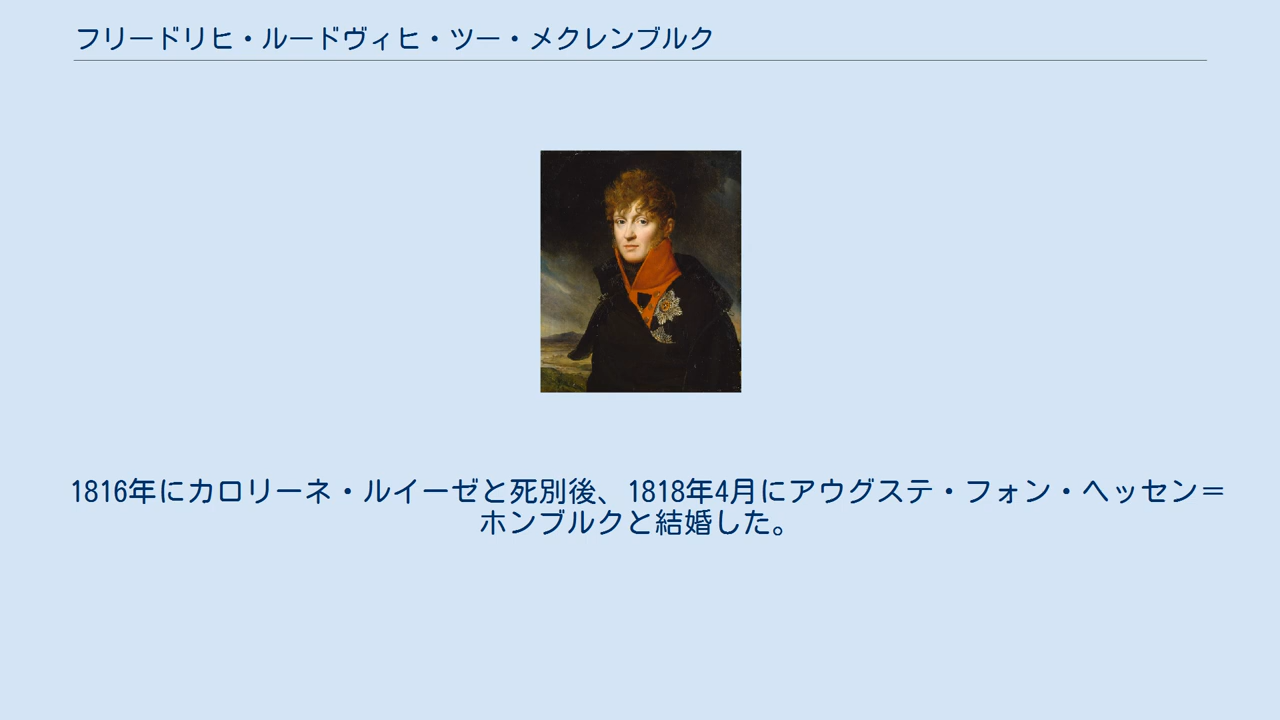 フリードリヒ・ルードヴィヒ・ツー・メクレンブルク
1816年にカロリーネ・ルイーゼと死別後、1818年4月にアウグステ・フォン・ヘッセン＝
ホンブルクと結婚した。